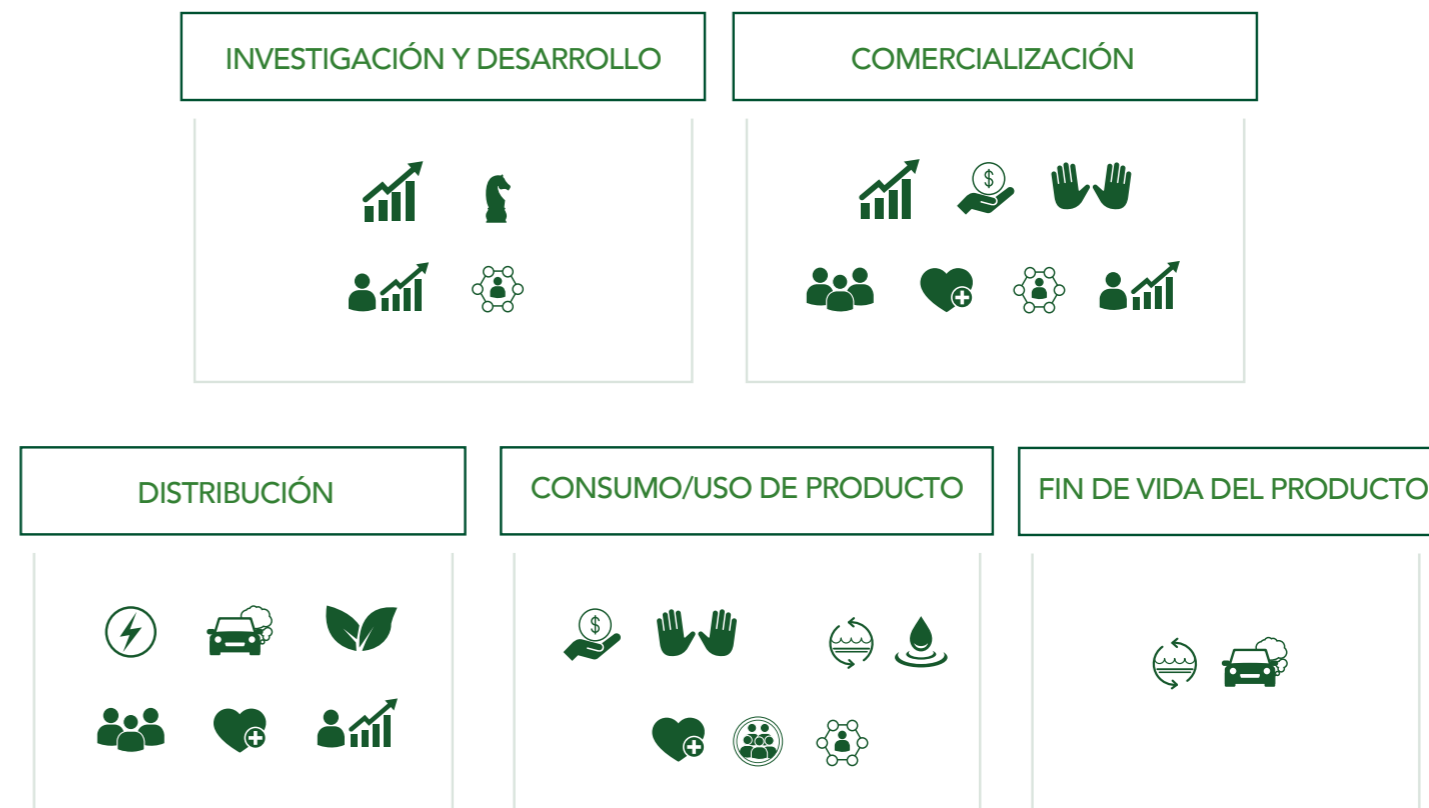 INVESTIGACIÓN Y DESARROLLO
COMERCIALIZACIÓN
$
DISTRIBUCIÓN
CONSUMO/USO DE PRODUCTO
FIN DE VIDA DEL PRODUCTO
$